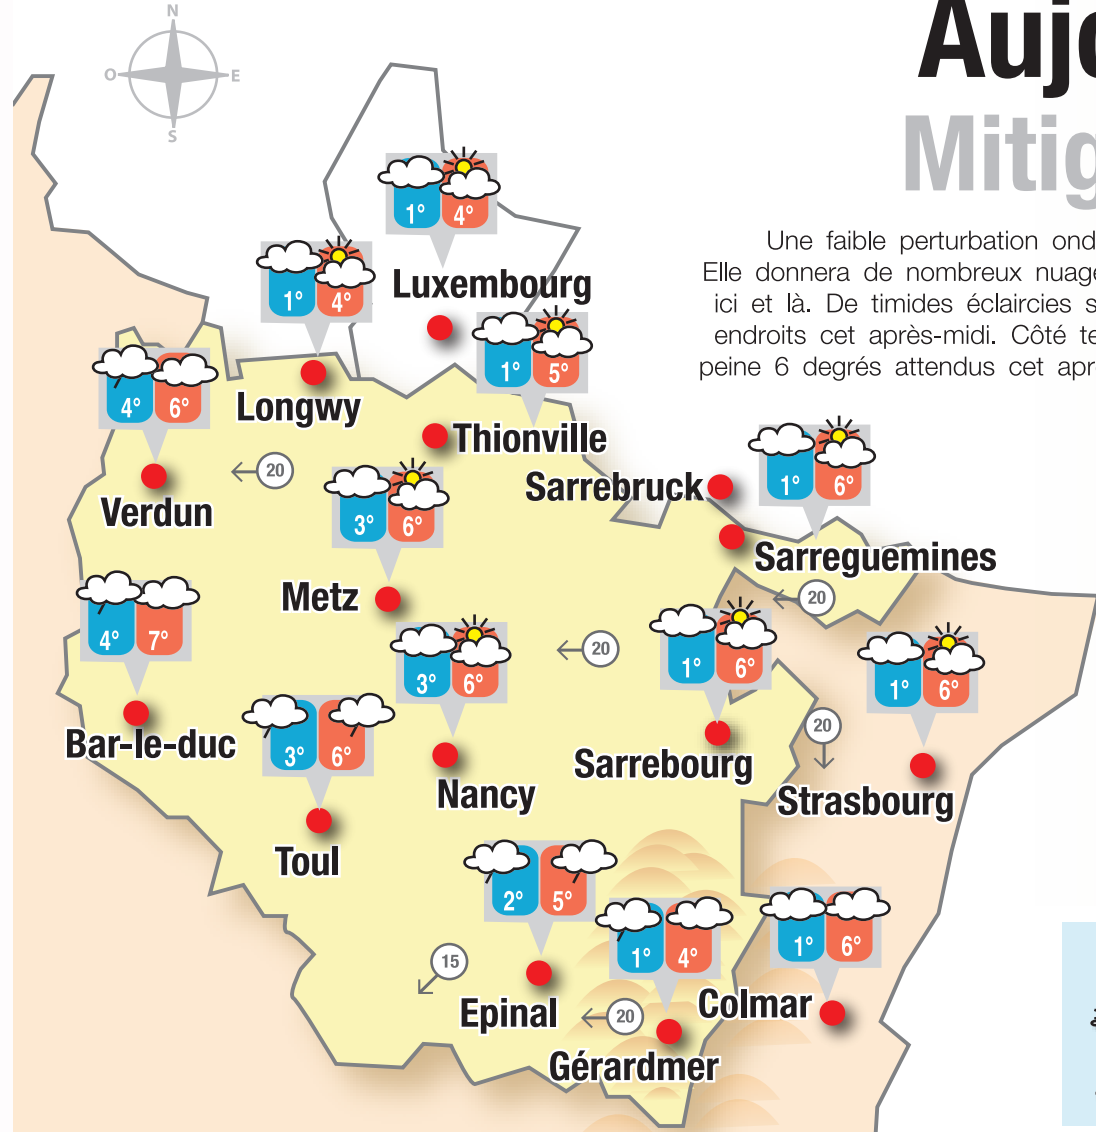 N
O E
S
Aujo
Mitig
Une faible perturbation ond
Elle donnera de nombreux nuage
ici et là. De timides éclaircies s
endroits cet après-midi. Côté te
peine 6 degrés attendus cet apr
1° 4°
Luxembourg
1° 4°
Longwy
1° 5°
Thionville
4° 6°
Verdun
20
Sarrebruck
1° 6°
Sarreguemines
3° 6°
Metz
20
4° 7°
Bar-le-duc
3° 6°
Nancy
20
1° 6°
Sarrebourg
1° 6°
Strasbourg
20
3° 6°
Toul
2° 5°
Epinal
15
1° 4°
Gérardmer
20
1° 6°
Colmar